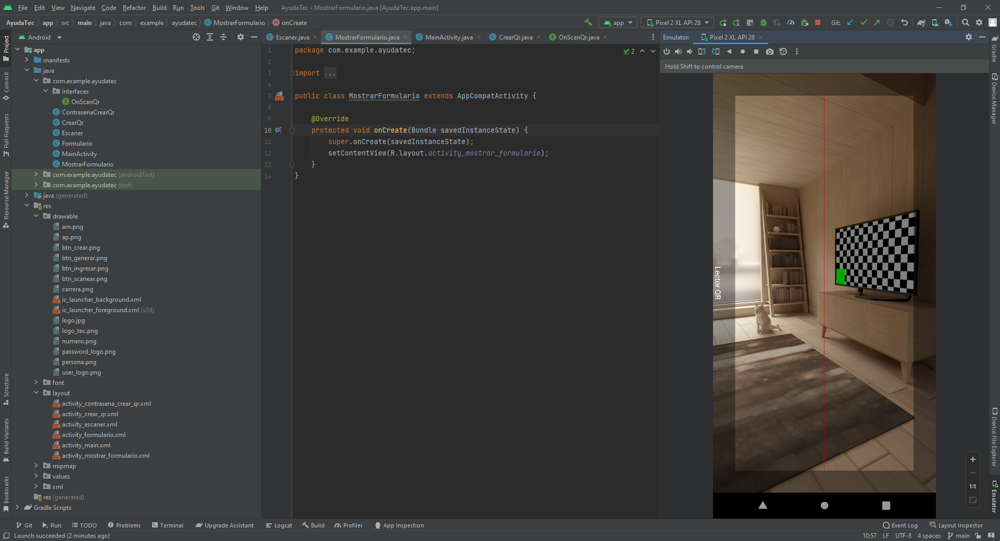 File Edit View Navigate Code Refactor Build Run Tools Git Window Help AyudaTec - MostrarFormulario.java [AyudaTec.app.main]
AyudaTec app src main java com example ayudatec MostrarFormulario onCreate app Pixel 2 XL API 28 Git:
Android
Escaner.java MostrarFormulario.java MainActivity.java CrearQr.java OnScanQr.java
Emulator: Pixel 2 XL API 28
Hold Shift to control camera
Project
Commit
Pull Requests
Resource Manager
Structure
Build Variants
Bookmarks
app
manifests
java
com.example.ayudatec
interfaces
OnScanQr
ContrasenaCrearQr
CrearQr
Escaner
Formulario
MainActivity
MostrarFormulario
com.example.ayudatec (androidTest)
com.example.ayudatec (test)
java (generated)
res
drawable
am.png
ap.png
btn_crear.png
btn_generar.png
btn_ingresar.png
btn_scanear.png
carrera.png
ic_launcher_background.xml
ic_launcher_foreground.xml (v24)
logo.jpg
logo_tec.png
numero.png
password_logo.png
persona.png
user_logo.png
font
layout
activity_contrasena_crear_qr.xml
activity_crear_qr.xml
activity_escaner.xml
activity_formulario.xml
activity_main.xml
activity_mostrar_formulario.xml
mipmap
values
xml
res (generated)
Gradle Scripts
1 package com.example.ayudatec;
2
3 import ...
6
7 public class MostrarFormulario extends AppCompatActivity {
8
9 @Override
10 protected void onCreate(Bundle savedInstanceState) {
11 super.onCreate(savedInstanceState);
12 setContentView(R.layout.activity_mostrar_formulario);
13 }
14 }
2
Lector QR
1:1
Gradle
Device Manager
Device File Explorer
Emulator
Git Run TODO Problems Terminal Upgrade Assistant Logcat Build Profiler App Inspection Event Log Layout Inspector
Launch succeeded (2 minutes ago) 10:57 LF UTF-8 4 spaces main